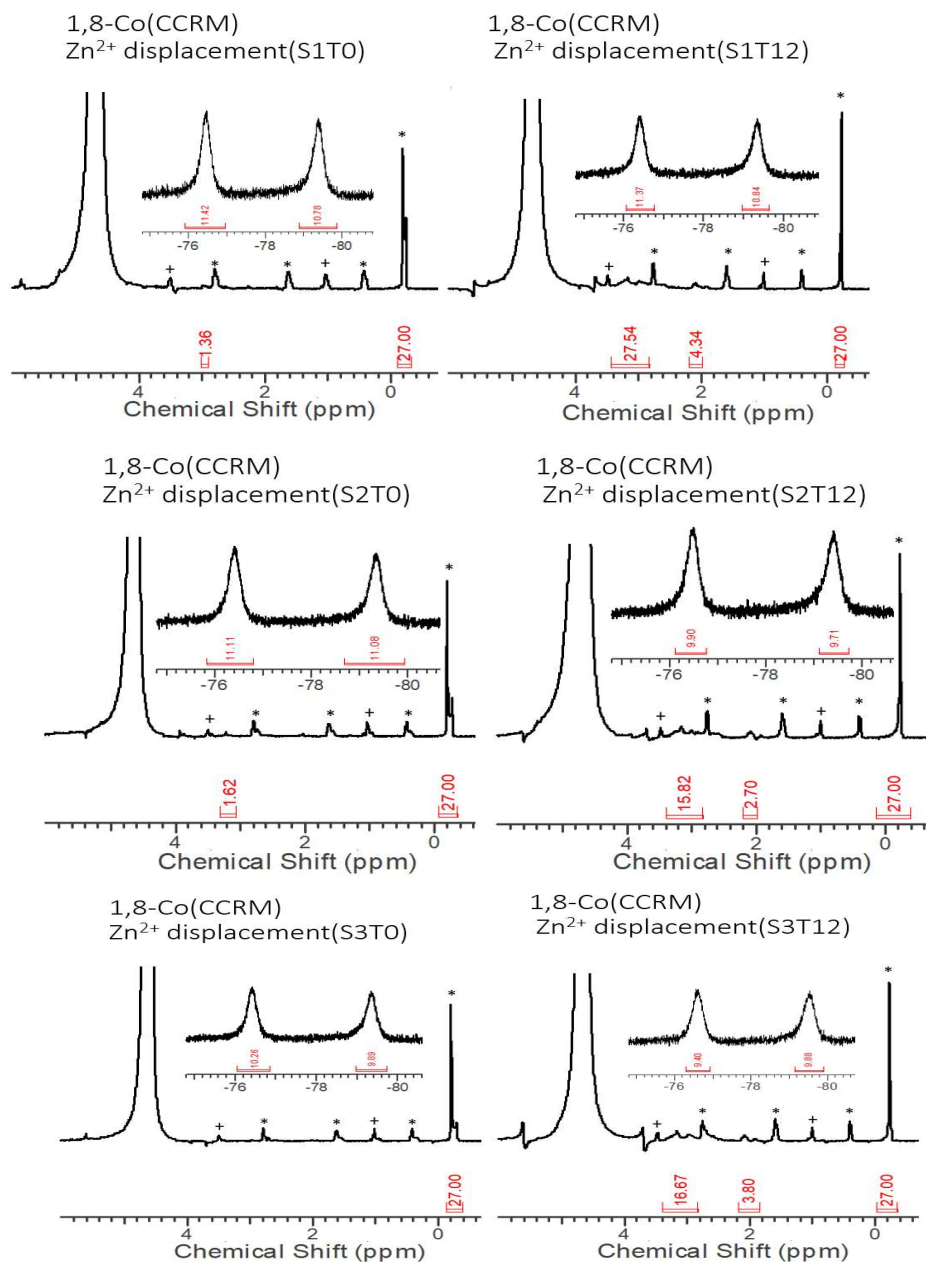 1,8-Co(CCRM)
Zn²⁺ displacement(S1T0)
*
-76 -78 -80
11.42 10.78
+ * * + *
1.36 27.00
4 2 0
Chemical Shift (ppm)
1,8-Co(CCRM)
Zn²⁺ displacement(S1T12)
*
11.37 10.84
-76 -78 -80
+ * * + *
27.54 4.34 27.00
4 2 0
Chemical Shift (ppm)
1,8-Co(CCRM)
Zn²⁺ displacement(S2T0)
*
11.11 11.08
-76 -78 -80
+ * * + *
1.62 27.00
4 2 0
Chemical Shift (ppm)
1,8-Co(CCRM)
Zn²⁺ displacement(S2T12)
*
9.90 9.71
-76 -78 -80
+ * * + *
15.82 2.70 27.00
4 2 0
Chemical Shift (ppm)
1,8-Co(CCRM)
Zn²⁺ displacement(S3T0)
*
10.26 9.89
-76 -78 -80
+ * * + *
27.00
4 2 0
Chemical Shift (ppm)
1,8-Co(CCRM)
Zn²⁺ displacement(S3T12)
*
9.40 9.88
-76 -78 -80
+ * * + *
16.67 3.80 27.00
4 2 0
Chemical Shift (ppm)